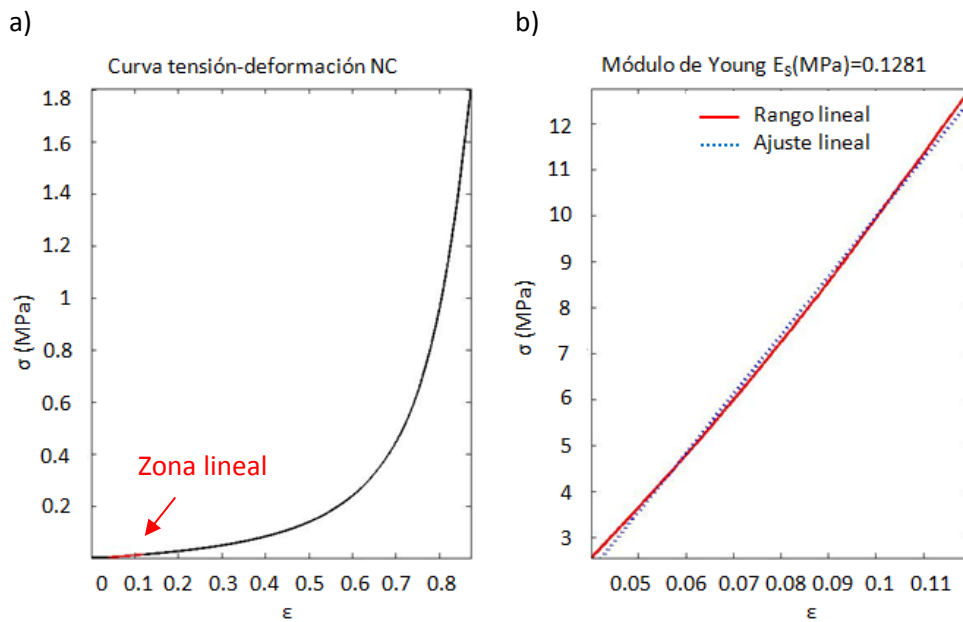 a)
Curva tensión-deformación NC
1.8
1.6
1.4
1.2
1
0.8
0.6
0.4
0.2
σ (MPa)
Zona lineal
0 0.1 0.2 0.3 0.4 0.5 0.6 0.7 0.8
ε
b)
Módulo de Young E_S(MPa)=0.1281
Rango lineal
Ajuste lineal
12
11
10
9
8
7
6
5
4
3
σ (MPa)
0.05 0.06 0.07 0.08 0.09 0.1 0.11
ε